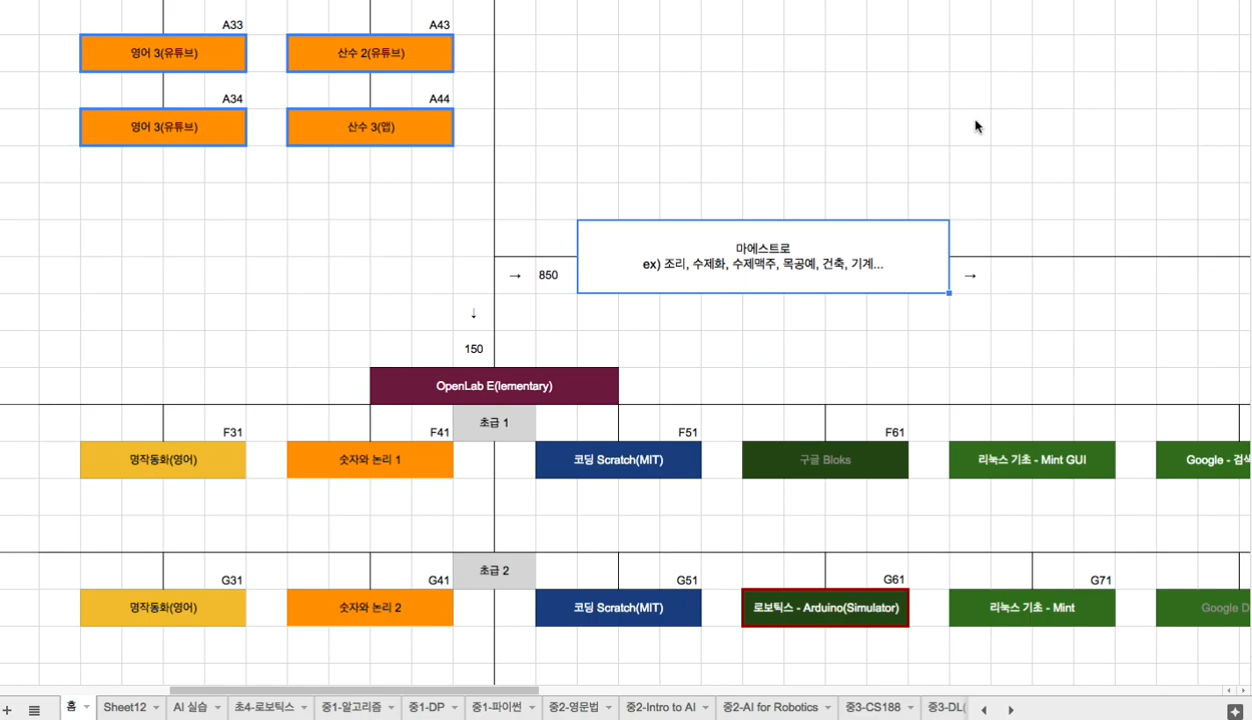 A33 A43
영어 3(유튜브) 산수 2(유튜브)
A34 A44
영어 3(유튜브) 산수 3(앱)
마에스트로
ex) 조리, 수제화, 수제맥주, 목공예, 건축, 기계...
→ 850 →
↓
150
OpenLab E(lementary)
초급 1
F31 F41 F51 F61
명작동화(영어) 숫자와 논리 1 코딩 Scratch(MIT) 구글 Bloks 리눅스 기초 - Mint GUI Google - 검색
초급 2
G31 G41 G51 G61 G71
명작동화(영어) 숫자와 논리 2 코딩 Scratch(MIT) 로보틱스 - Arduino(Simulator) 리눅스 기초 - Mint Google D
홈 Sheet12 AI 실습 초4-로보틱스 중1-알고리즘 중1-DP 중1-파이썬 중2-영문법 중2-Intro to AI 중2-AI for Robotics 중3-CS188 중3-DL(